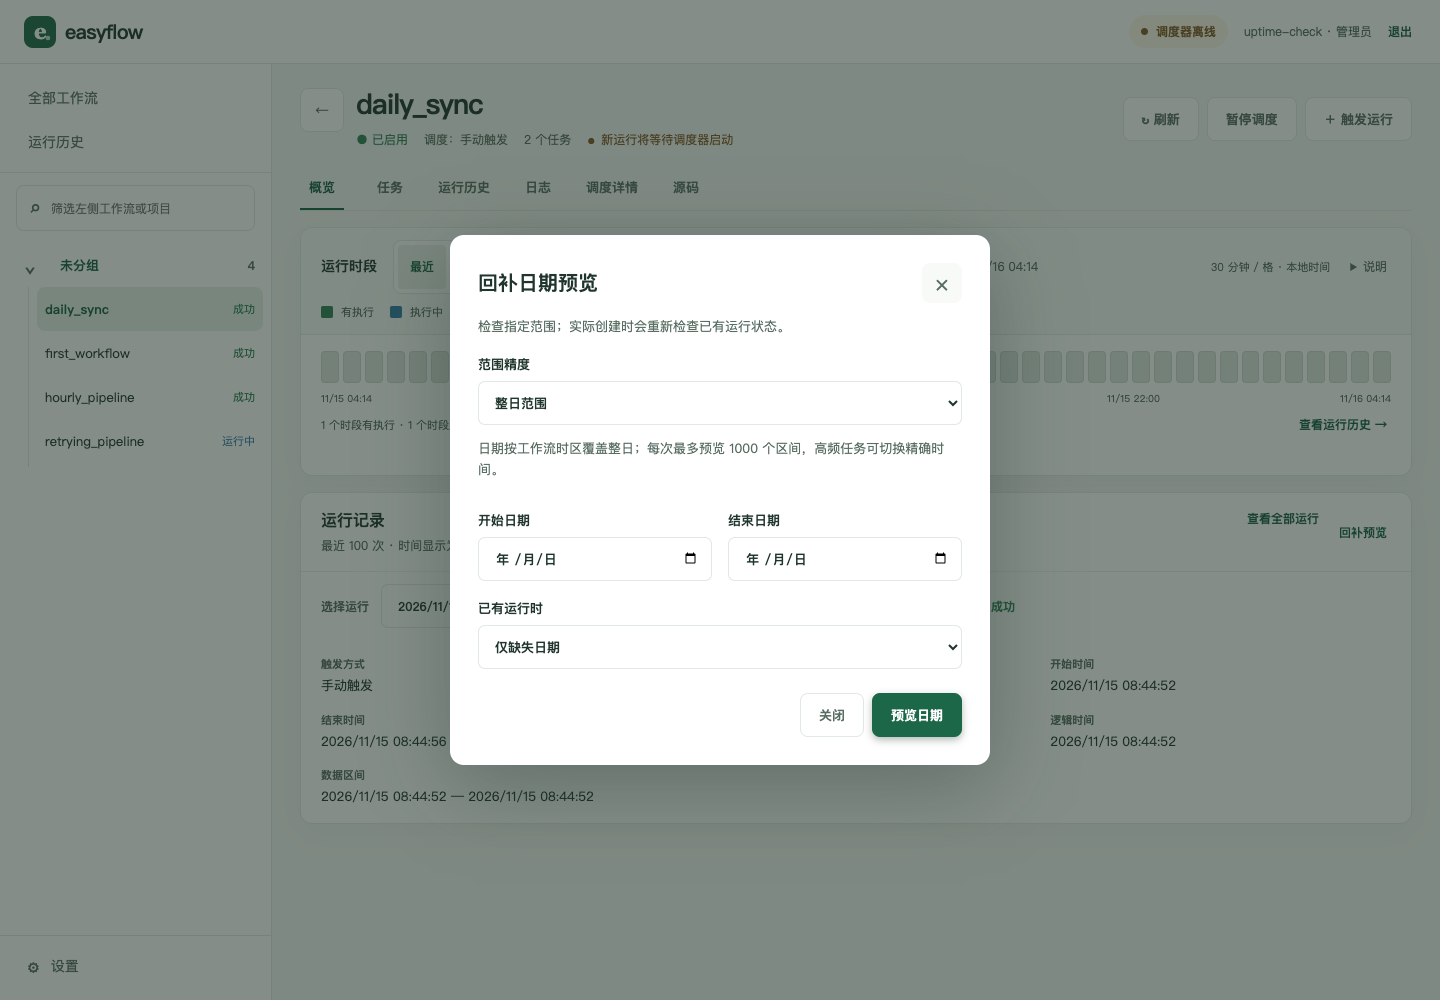 easyflow
调度器离线
uptime-check · 管理员
退出
全部工作流
运行历史
筛选左侧工作流或项目
未分组 4
daily_sync 成功
first_workflow 成功
hourly_pipeline 成功
retrying_pipeline 运行中
设置
← daily_sync
已启用 调度：手动触发 2 个任务 新运行将等待调度器启动
↻ 刷新
暂停调度
＋ 触发运行
概览 任务 运行历史 日志 调度详情 源码
运行时段 最近
/16 04:14 30 分钟 / 格 · 本地时间 ▶ 说明
有执行 执行中
11/15 04:14 11/15 22:00 11/16 04:14
1 个时段有执行 · 1 个时段
查看运行历史 →
运行记录
最近 100 次 · 时间显示
查看全部运行
回补预览
选择运行 2026/11/ 成功
触发方式
手动触发
开始时间
2026/11/15 08:44:52
结束时间
2026/11/15 08:44:56
逻辑时间
2026/11/15 08:44:52
数据区间
2026/11/15 08:44:52 — 2026/11/15 08:44:52
回补日期预览
×
检查指定范围；实际创建时会重新检查已有运行状态。
范围精度
整日范围
日期按工作流时区覆盖整日；每次最多预览 1000 个区间，高频任务可切换精确时
间。
开始日期 结束日期
年 /月/日 年 /月/日
已有运行时
仅缺失日期
关闭 预览日期